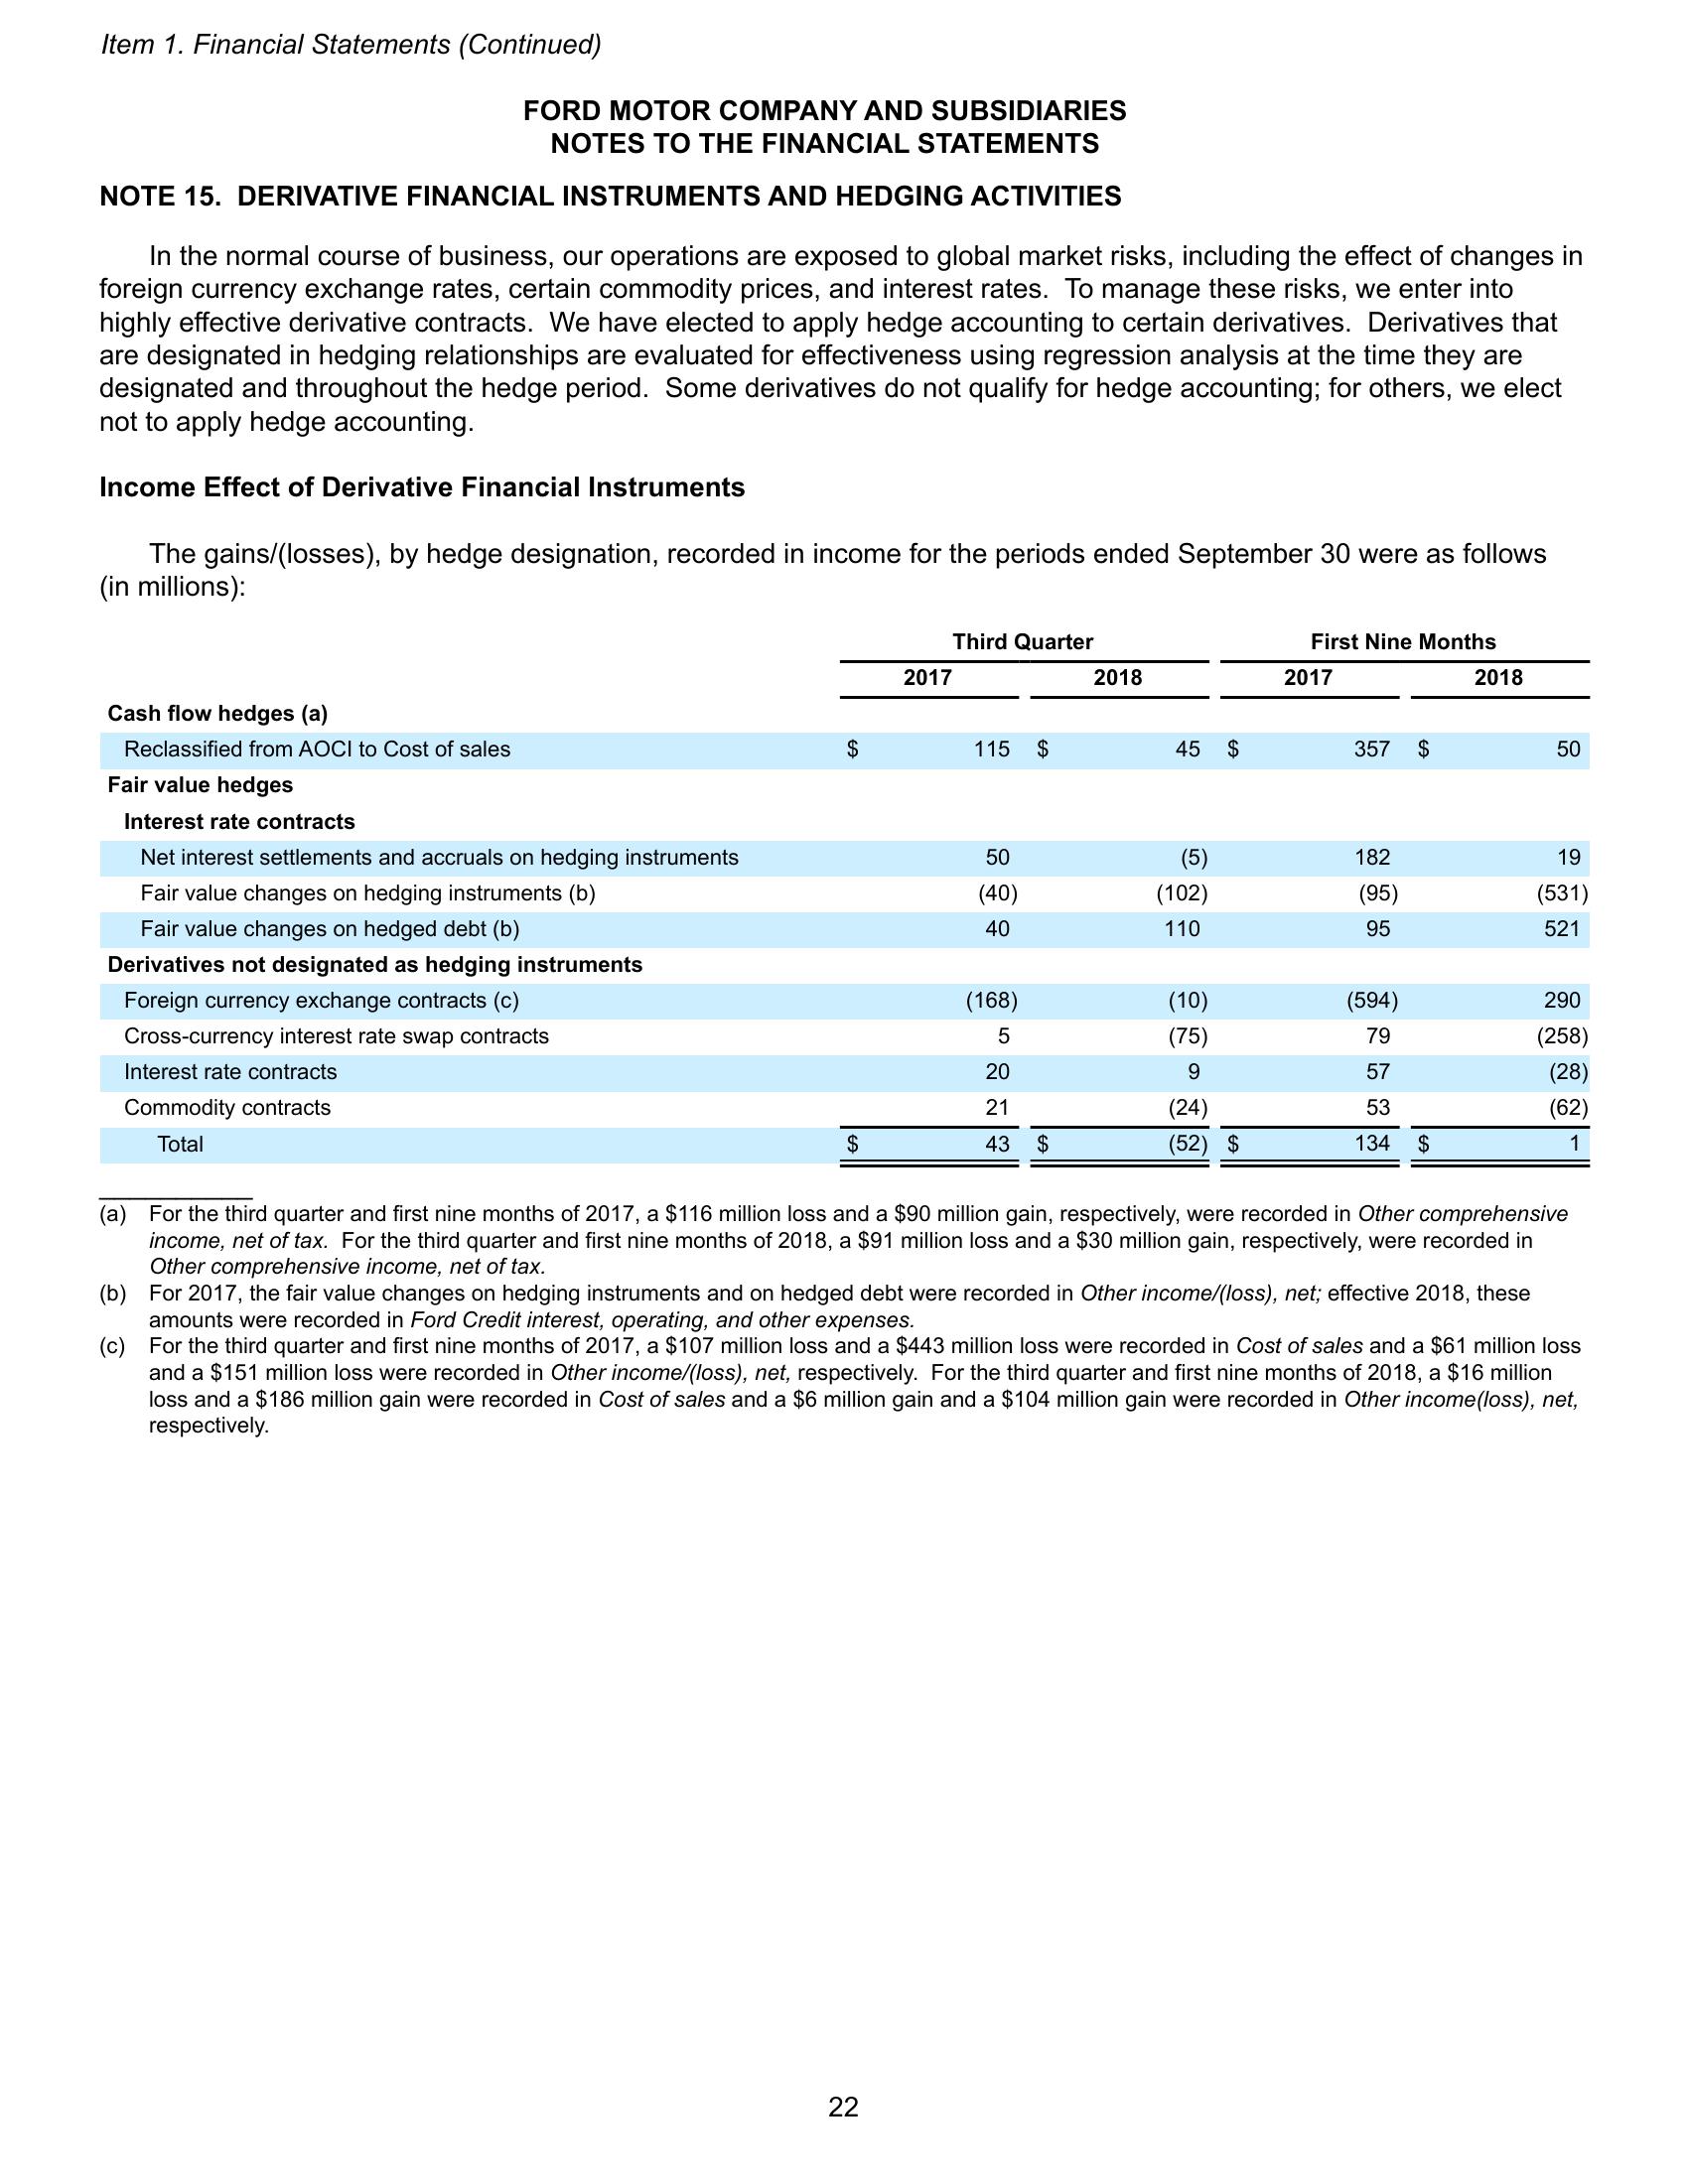 Item 1. Financial Statements (Continued)
FORD MOTOR COMPANY AND SUBSIDIARIES
NOTES TO THE FINANCIAL STATEMENTS
NOTE 15.  DERIVATIVE FINANCIAL INSTRUMENTS AND HEDGING ACTIVITIES
In the normal course of business, our operations are exposed to global market risks, including the effect of changes in
foreign currency exchange rates, certain commodity prices, and interest rates.  To manage these risks, we enter into
highly effective derivative contracts.  We have elected to apply hedge accounting to certain derivatives.  Derivatives that
are designated in hedging relationships are evaluated for effectiveness using regression analysis at the time they are
designated and throughout the hedge period.  Some derivatives do not qualify for hedge accounting; for others, we elect
not to apply hedge accounting.
Income Effect of Derivative Financial Instruments
The gains/(losses), by hedge designation, recorded in income for the periods ended September 30 were as follows
(in millions):
Third Quarter First Nine Months
2017 2018 2017 2018
Cash flow hedges (a)
Reclassified from AOCI to Cost of sales $ 115 $ 45 $ 357 $ 50
Fair value hedges
Interest rate contracts
Net interest settlements and accruals on hedging instruments 50 (5) 182 19
Fair value changes on hedging instruments (b) (40) (102) (95) (531)
Fair value changes on hedged debt (b) 40 110 95 521
Derivatives not designated as hedging instruments
Foreign currency exchange contracts (c) (168) (10) (594) 290
Cross-currency interest rate swap contracts 5 (75) 79 (258)
Interest rate contracts 20 9 57 (28)
Commodity contracts 21 (24) 53 (62)
Total $ 43 $ (52) $ 134 $ 1
(a) For the third quarter and first nine months of 2017, a $116 million loss and a $90 million gain, respectively, were recorded in Other comprehensive
income, net of tax.  For the third quarter and first nine months of 2018, a $91 million loss and a $30 million gain, respectively, were recorded in
Other comprehensive income, net of tax.
(b) For 2017, the fair value changes on hedging instruments and on hedged debt were recorded in Other income/(loss), net; effective 2018, these
amounts were recorded in Ford Credit interest, operating, and other expenses.
(c) For the third quarter and first nine months of 2017, a $107 million loss and a $443 million loss were recorded in Cost of sales and a $61 million loss
and a $151 million loss were recorded in Other income/(loss), net, respectively.  For the third quarter and first nine months of 2018, a $16 million
loss and a $186 million gain were recorded in Cost of sales and a $6 million gain and a $104 million gain were recorded in Other income(loss), net,
respectively.
22